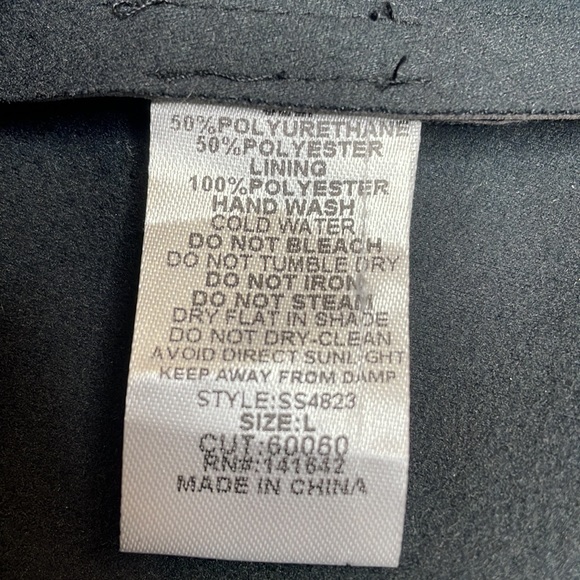 50%POLYURETHANE
50%POLYESTER
LINING
100%POLYESTER
HAND WASH
COLD WATER
DO NOT BLEACH
DO NOT TUMBLE DRY
DO NOT IRON
DO NOT STEAM
DRY FLAT IN SHADE
DO NOT DRY-CLEAN
AVOID DIRECT SUNLIGHT
KEEP AWAY FROM DAMP
STYLE:SS4823
SIZE:L
CUT:60060
RN#:141642
MADE IN CHINA